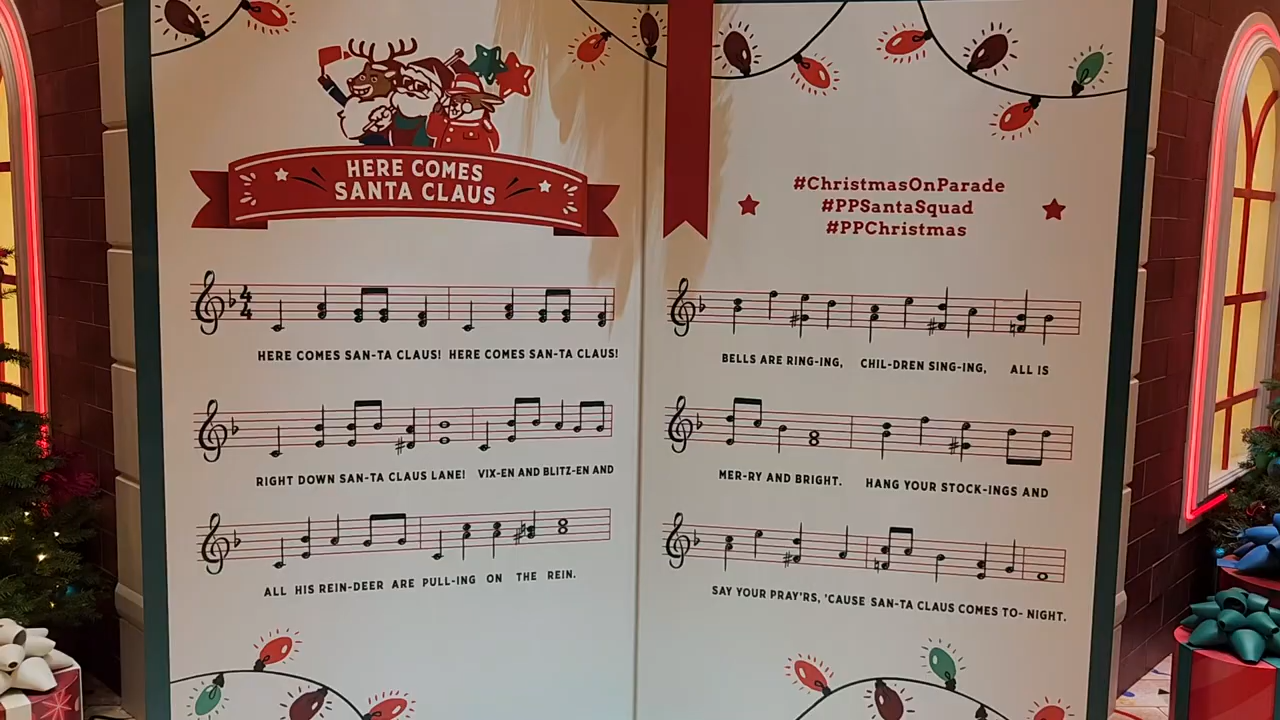 HERE COMES
SANTA CLAUS
HERE COMES SAN-TA CLAUS! HERE COMES SAN-TA CLAUS!
RIGHT DOWN SAN-TA CLAUS LANE! VIX-EN AND BLITZ-EN AND
ALL HIS REIN-DEER ARE PULL-ING ON THE REIN.
#ChristmasOnParade
#PPSantaSquad
#PPChristmas
BELLS ARE RING-ING, CHIL-DREN SING-ING, ALL IS
MER-RY AND BRIGHT. HANG YOUR STOCK-INGS AND
SAY YOUR PRAY'RS, 'CAUSE SAN-TA CLAUS COMES TO- NIGHT.